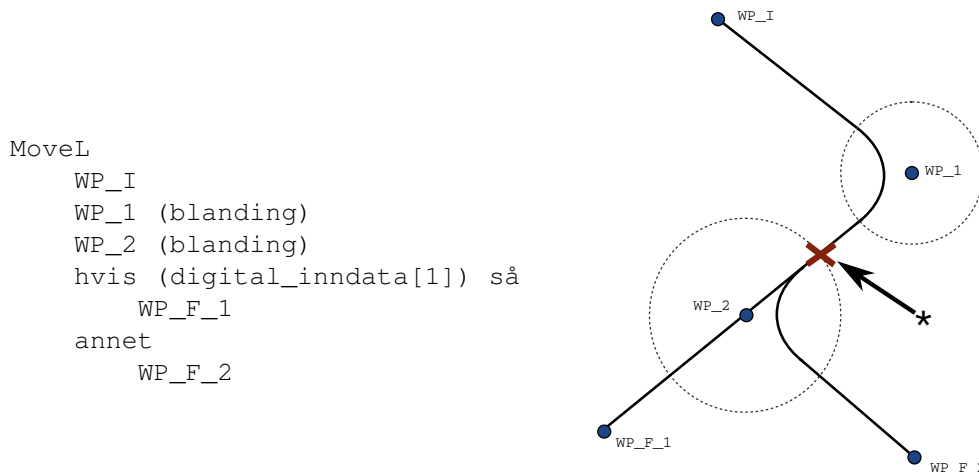 MoveL
WP_I
WP_1 (blanding)
WP_2 (blanding)
hvis (digital_inndata[1]) så
WP_F_1
annet
WP_F_2
WP_I
WP_1
WP_2
*
WP_F_1